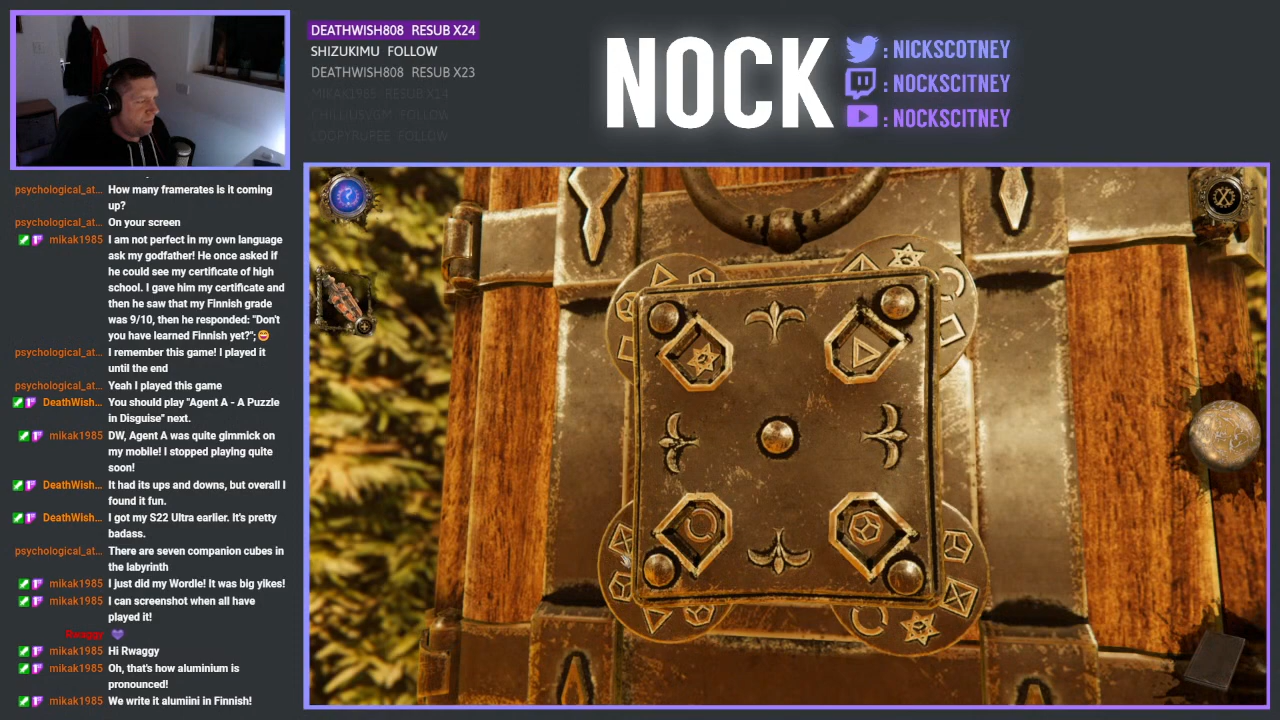 DEATHWISH808 RESUB X24
SHIZUKIMU FOLLOW
DEATHWISH808 RESUB X23
MIKAK1985 RESUB X14
FOLLOW
LOOPYRUPEE FOLLOW
NOCK
: NICKSCOTNEY
: NOCKSCITNEY
: NOCKSCITNEY
psychological_at... How many framerates is it coming
up?
psychological_at... On your screen
mikak1985 I am not perfect in my own language
ask my godfather! He once asked if
he could see my certificate of high
school. I gave him my certificate and
then he saw that my Finnish grade
was 9/10, then he responded: "Don't
you have learned Finnish yet?";
psychological_at... I remember this game! I played it
until the end
psychological_at... Yeah I played this game
DeathWish... You should play "Agent A - A Puzzle
in Disguise" next.
mikak1985 DW, Agent A was quite gimmick on
my mobile! I stopped playing quite
soon!
DeathWish... It had its ups and downs, but overall I
found it fun.
DeathWish... I got my S22 Ultra earlier. It's pretty
badass.
psychological_at... There are seven companion cubes in
the labyrinth
mikak1985 I just did my Wordle! It was big yikes!
mikak1985 I can screenshot when all have
played it!
Rwaggy
mikak1985 Hi Rwaggy
mikak1985 Oh, that's how aluminium is
pronounced!
mikak1985 We write it alumiini in Finnish!